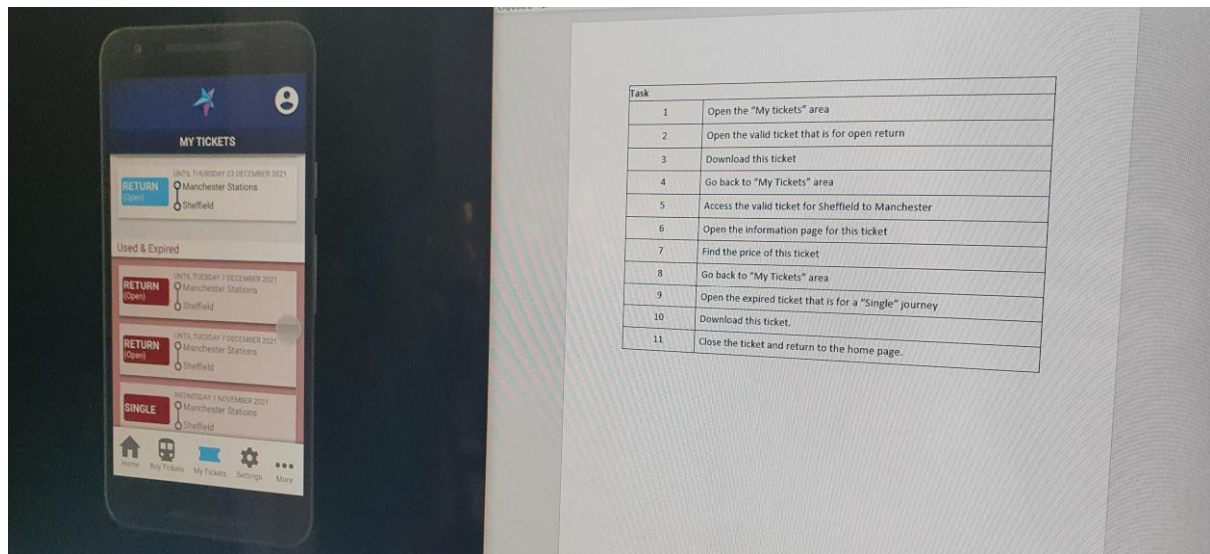 MY TICKETS
UNTIL THURSDAY 23 DECEMBER 2021
RETURN
(Open)
Manchester Stations
Sheffield
Used & Expired
UNTIL TUESDAY 7 DECEMBER 2021
RETURN
(Open)
Manchester Stations
Sheffield
UNTIL TUESDAY 7 DECEMBER 2021
RETURN
(Open)
Manchester Stations
Sheffield
WEDNESDAY 1 NOVEMBER 2021
SINGLE
Manchester Stations
Sheffield
Home Buy Tickets My Tickets Settings More
Task
1 Open the "My tickets" area
2 Open the valid ticket that is for open return
3 Download this ticket
4 Go back to "My Tickets" area
5 Access the valid ticket for Sheffield to Manchester
6 Open the information page for this ticket
7 Find the price of this ticket
8 Go back to "My Tickets" area
9 Open the expired ticket that is for a "Single" journey
10 Download this ticket.
11 Close the ticket and return to the home page.